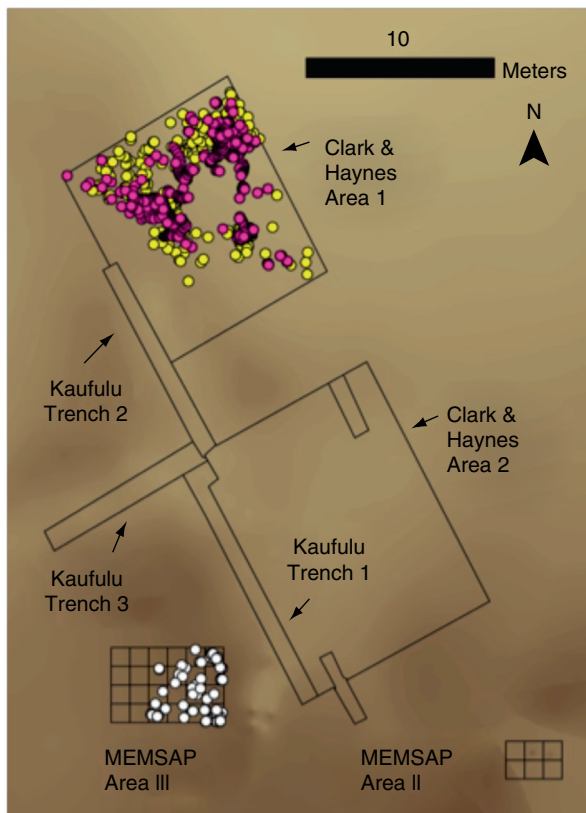 10
Meters
N
Clark &
Haynes
Area 1
Kaufulu
Trench 2
Clark &
Haynes
Area 2
Kaufulu
Trench 1
Kaufulu
Trench 3
MEMSAP
Area III
MEMSAP
Area II